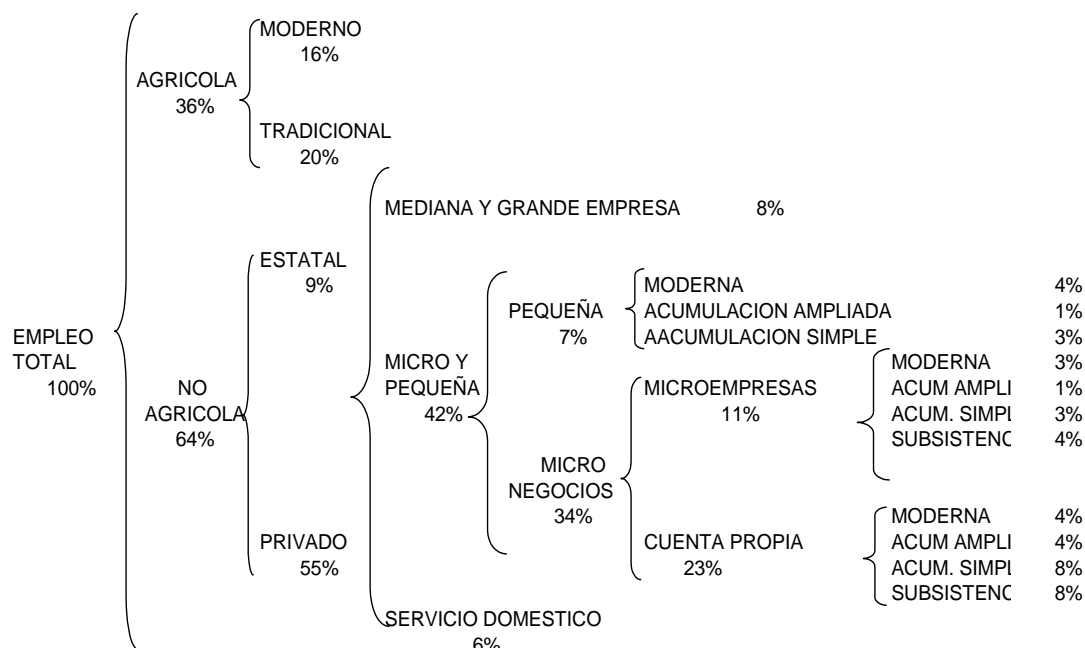 MODERNO
16%
AGRICOLA
36%
TRADICIONAL
20%
MEDIANA Y GRANDE EMPRESA 8%
ESTATAL
9%
PEQUEÑA
7%
MODERNA 4%
ACUMULACION AMPLIADA 1%
AACUMULACION SIMPLE 3%
EMPLEO
TOTAL
100%
NO
AGRICOLA
64%
MICRO Y
PEQUEÑA
42%
MICROEMPRESAS
11%
MODERNA 3%
ACUM AMPLI 1%
ACUM. SIMPL 3%
SUBSISTENC 4%
MICRO
NEGOCIOS
34%
PRIVADO
55%
CUENTA PROPIA
23%
MODERNA 4%
ACUM AMPLI 4%
ACUM. SIMPL 8%
SUBSISTENC 8%
SERVICIO DOMESTICO
6%